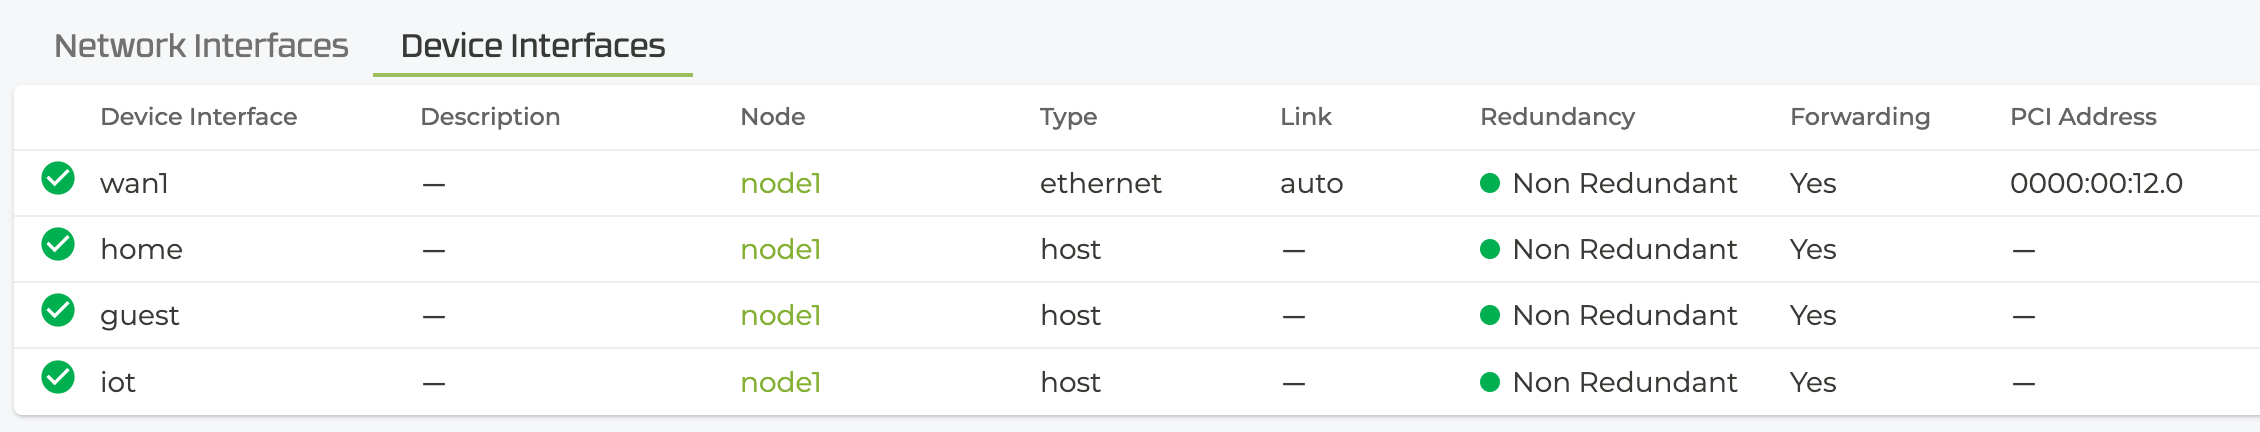 Network Interfaces Device Interfaces
Device Interface Description Node Type Link Redundancy Forwarding PCI Address
wan1 — node1 ethernet auto Non Redundant Yes 0000:00:12.0
home — node1 host — Non Redundant Yes —
guest — node1 host — Non Redundant Yes —
iot — node1 host — Non Redundant Yes —